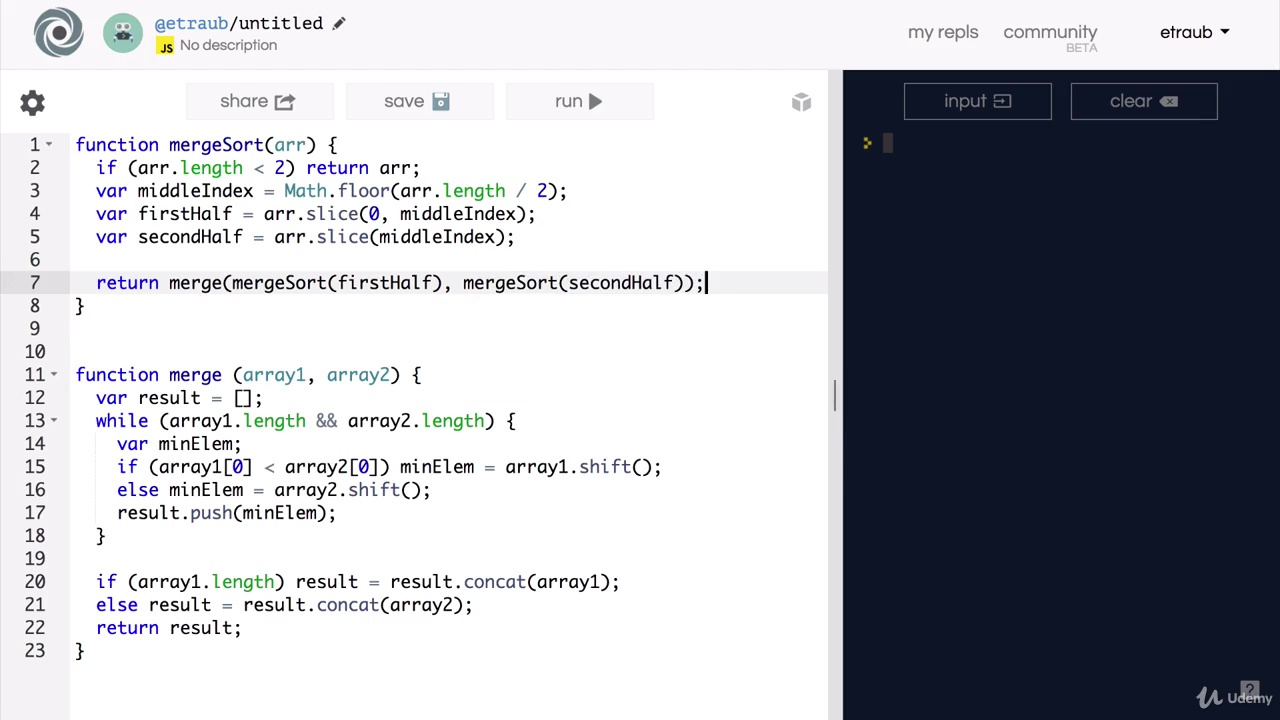 @etraub/untitled
JS No description
my repls
community
BETA
etraub
share
save
run
input
clear
1 function mergeSort(arr) {
2 if (arr.length < 2) return arr;
3 var middleIndex = Math.floor(arr.length / 2);
4 var firstHalf = arr.slice(0, middleIndex);
5 var secondHalf = arr.slice(middleIndex);
6
7 return merge(mergeSort(firstHalf), mergeSort(secondHalf));
8 }
9
10
11 function merge (array1, array2) {
12 var result = [];
13 while (array1.length && array2.length) {
14 var minElem;
15 if (array1[0] < array2[0]) minElem = array1.shift();
16 else minElem = array2.shift();
17 result.push(minElem);
18 }
19
20 if (array1.length) result = result.concat(array1);
21 else result = result.concat(array2);
22 return result;
23 }
?
Udemy